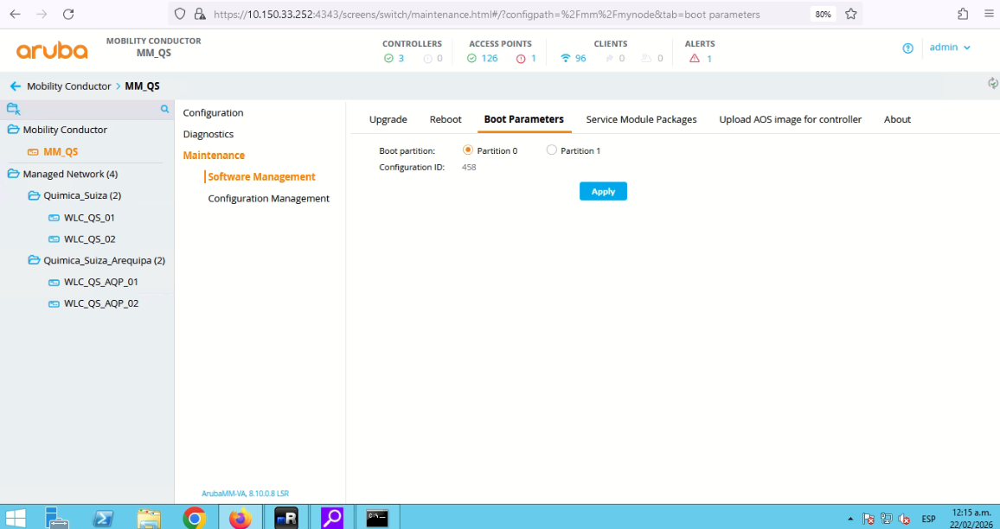 https://10.150.33.252:4343/screens/switch/maintenance.html#/?configpath=%2Fmm%2Fmynode&tab=boot parameters
80%
aruba
MOBILITY CONDUCTOR
MM_QS
CONTROLLERS
3
0
ACCESS POINTS
126
1
CLIENTS
96
0
0
ALERTS
1
admin
Mobility Conductor > MM_QS
Mobility Conductor
MM_QS
Managed Network (4)
Quimica_Suiza (2)
WLC_QS_01
WLC_QS_02
Quimica_Suiza_Arequipa (2)
WLC_QS_AQP_01
WLC_QS_AQP_02
Configuration
Diagnostics
Maintenance
Software Management
Configuration Management
ArubaMM-VA, 8.10.0.8 LSR
Upgrade Reboot Boot Parameters Service Module Packages Upload AOS image for controller About
Boot partition: Partition 0 Partition 1
Configuration ID: 458
Apply
ESP
12:15 a.m.
22/02/2026